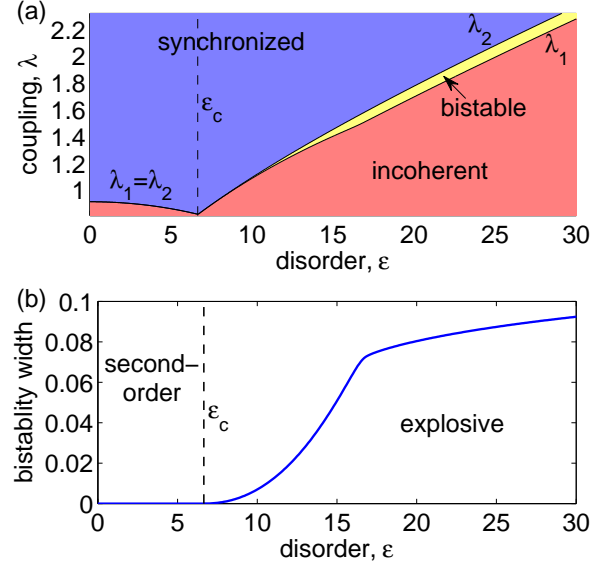 (a)
2.2
2
1.8
1.6
1.4
1.2
1
coupling, λ
synchronized
ε_c
λ_2
λ_1
bistable
incoherent
λ_1=λ_2
0 5 10 15 20 25 30
disorder, ε
(b)
0.1
0.08
0.06
0.04
0.02
0
bistablity width
second−
order
ε_c
explosive
0 5 10 15 20 25 30
disorder, ε